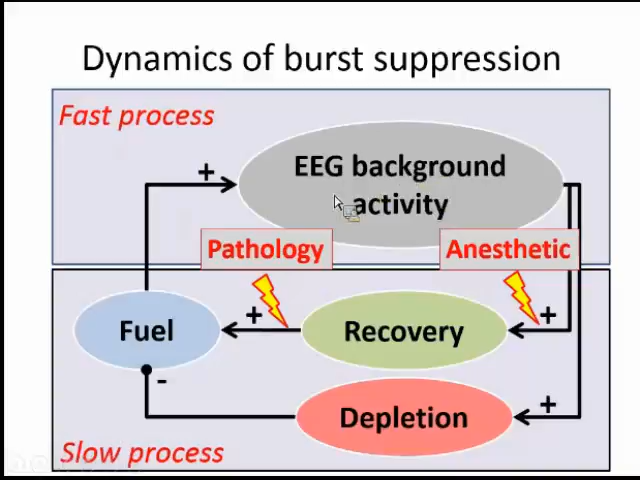 Dynamics of burst suppression
Fast process
+
EEG background
activity
Pathology
Anesthetic
+
+
Fuel
Recovery
-
+
Depletion
Slow process